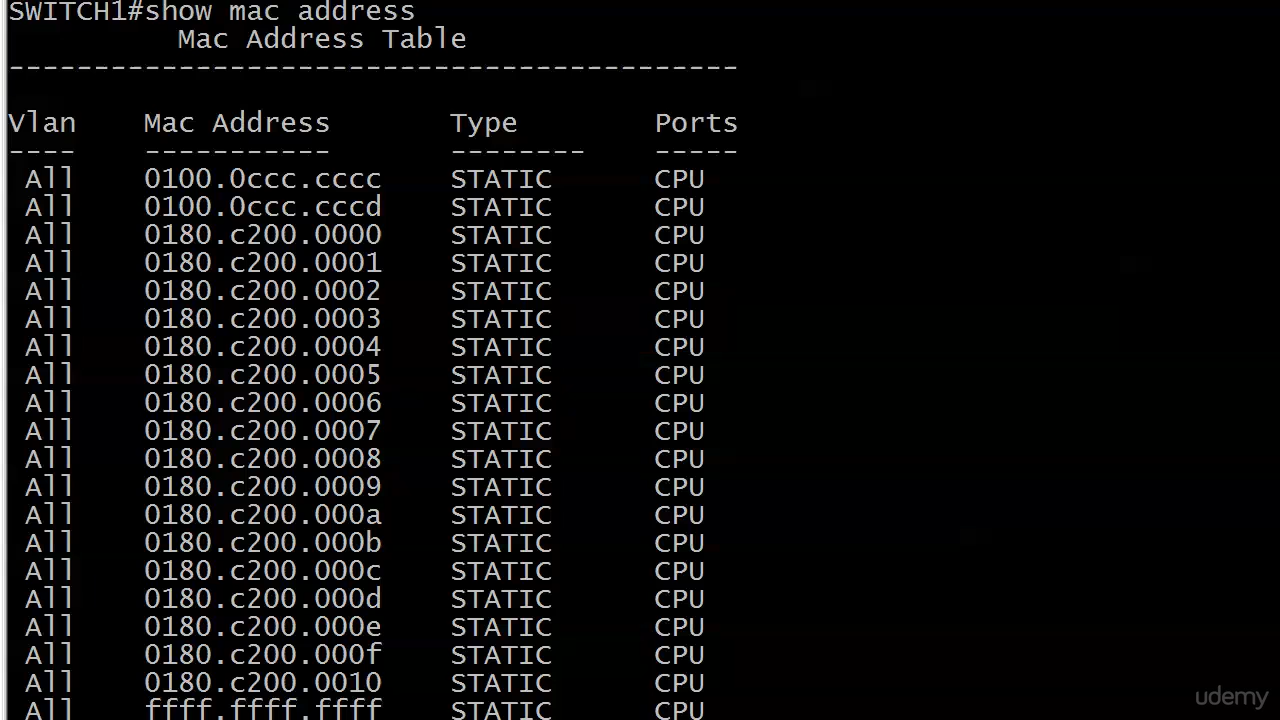 SWITCH1#show mac address
Mac Address Table
-------------------------------------------
Vlan Mac Address Type Ports
---- ----------- -------- -----
All 0100.0ccc.cccc STATIC CPU
All 0100.0ccc.cccd STATIC CPU
All 0180.c200.0000 STATIC CPU
All 0180.c200.0001 STATIC CPU
All 0180.c200.0002 STATIC CPU
All 0180.c200.0003 STATIC CPU
All 0180.c200.0004 STATIC CPU
All 0180.c200.0005 STATIC CPU
All 0180.c200.0006 STATIC CPU
All 0180.c200.0007 STATIC CPU
All 0180.c200.0008 STATIC CPU
All 0180.c200.0009 STATIC CPU
All 0180.c200.000a STATIC CPU
All 0180.c200.000b STATIC CPU
All 0180.c200.000c STATIC CPU
All 0180.c200.000d STATIC CPU
All 0180.c200.000e STATIC CPU
All 0180.c200.000f STATIC CPU
All 0180.c200.0010 STATIC CPU
All ffff.ffff.ffff STATIC CPU
udemy